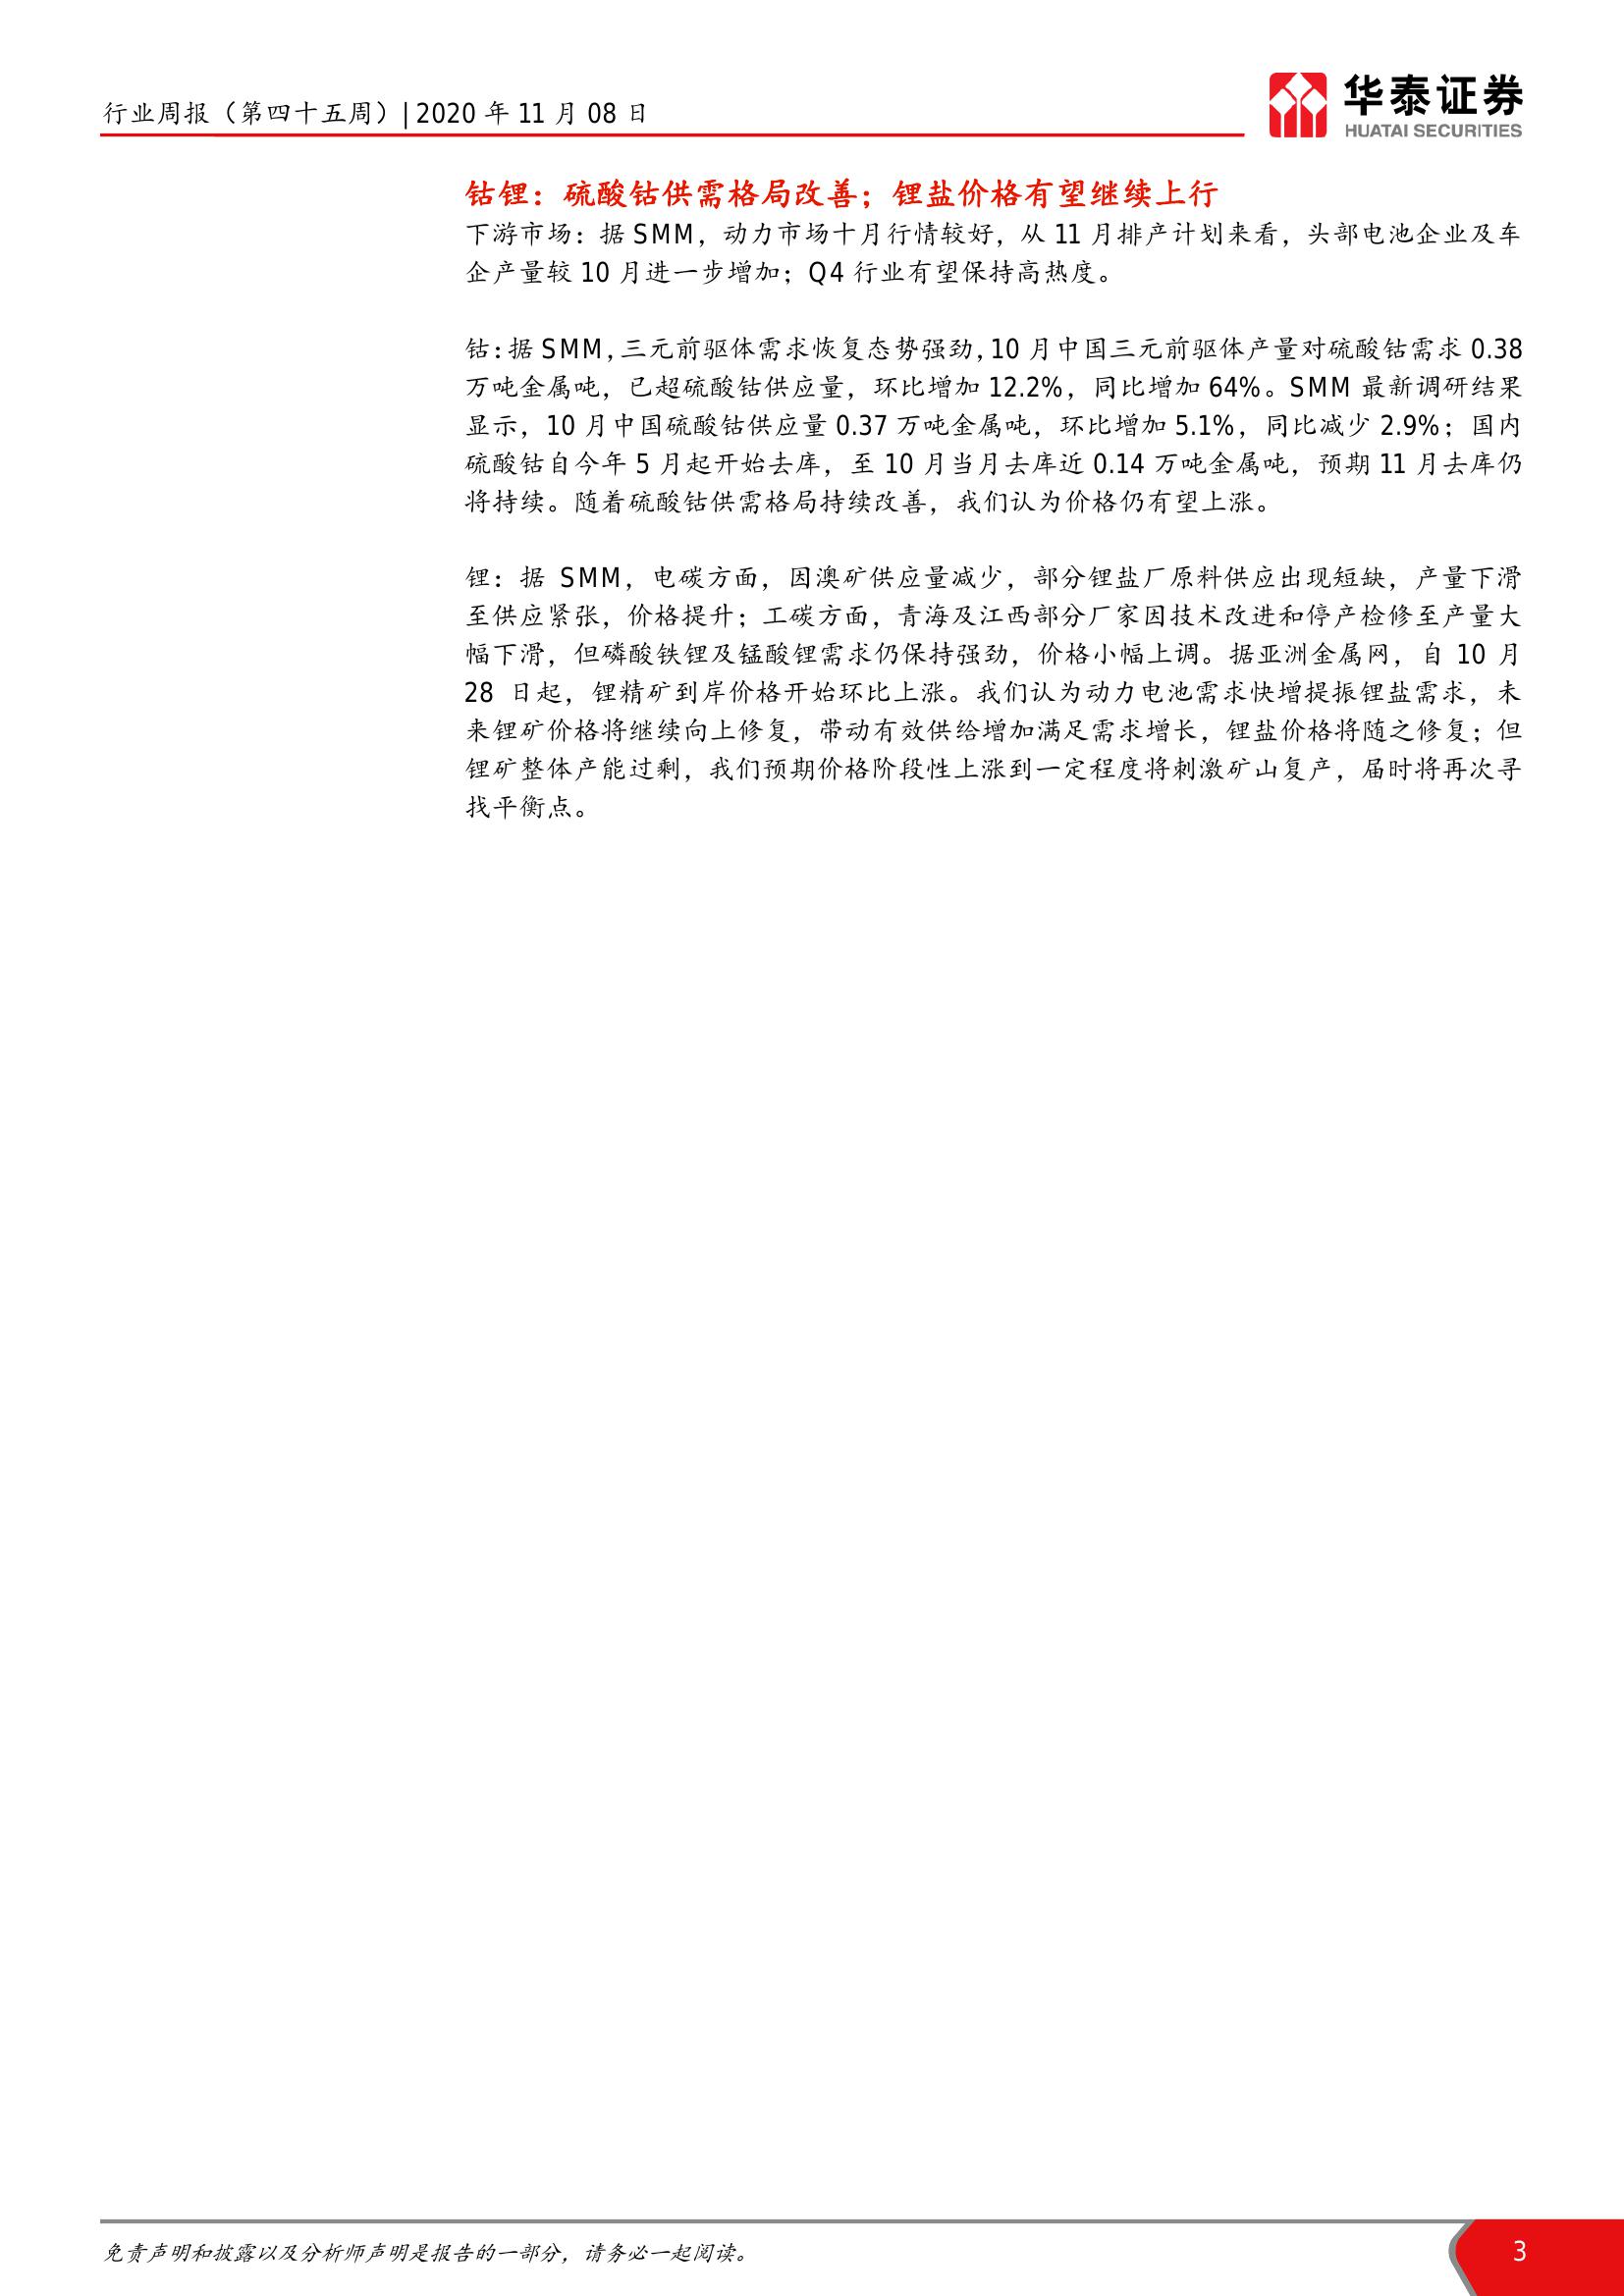 行业周报（第四十五周）| 2020 年 11 月 08 日
华泰证券
HUATAI SECURITIES
钴锂：硫酸钴供需格局改善；锂盐价格有望继续上行
下游市场：据 SMM，动力市场十月行情较好，从 11 月排产计划来看，头部电池企业及车
企产量较 10 月进一步增加；Q4 行业有望保持高热度。
钴：据 SMM，三元前驱体需求恢复态势强劲，10 月中国三元前驱体产量对硫酸钴需求 0.38
万吨金属吨，已超硫酸钴供应量，环比增加 12.2%，同比增加 64%。SMM 最新调研结果
显示，10 月中国硫酸钴供应量 0.37 万吨金属吨，环比增加 5.1%，同比减少 2.9%；国内
硫酸钴自今年 5 月起开始去库，至 10 月当月去库近 0.14 万吨金属吨，预期 11 月去库仍
将持续。随着硫酸钴供需格局持续改善，我们认为价格仍有望上涨。
锂：据 SMM，电碳方面，因澳矿供应量减少，部分锂盐厂原料供应出现短缺，产量下滑
至供应紧张，价格提升；工碳方面，青海及江西部分厂家因技术改进和停产检修至产量大
幅下滑，但磷酸铁锂及锰酸锂需求仍保持强劲，价格小幅上调。据亚洲金属网，自 10 月
28 日起，锂精矿到岸价格开始环比上涨。我们认为动力电池需求快增提振锂盐需求，未
来锂矿价格将继续向上修复，带动有效供给增加满足需求增长，锂盐价格将随之修复；但
锂矿整体产能过剩，我们预期价格阶段性上涨到一定程度将刺激矿山复产，届时将再次寻
找平衡点。
免责声明和披露以及分析师声明是报告的一部分，请务必一起阅读。
3